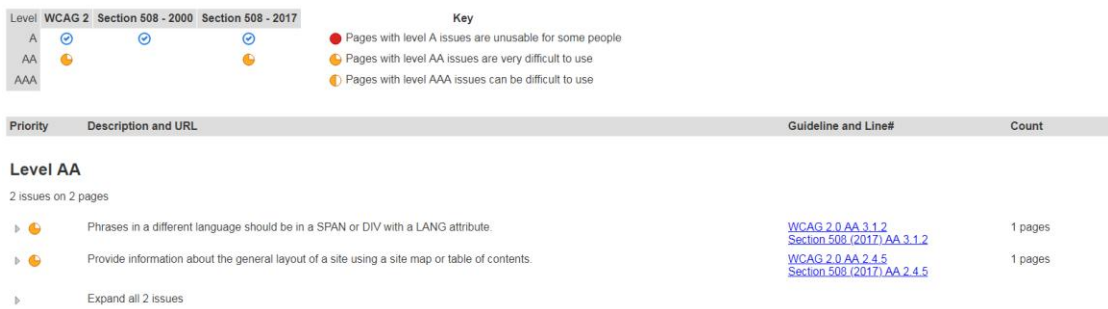 Level WCAG 2 Section 508 - 2000 Section 508 - 2017 Key
A Pages with level A issues are unusable for some people
AA Pages with level AA issues are very difficult to use
AAA Pages with level AAA issues can be difficult to use
Priority Description and URL Guideline and Line# Count
Level AA
2 issues on 2 pages
Phrases in a different language should be in a SPAN or DIV with a LANG attribute. WCAG 2.0 AA 3.1.2 1 pages
Section 508 (2017) AA 3.1.2
Provide information about the general layout of a site using a site map or table of contents. WCAG 2.0 AA 2.4.5 1 pages
Section 508 (2017) AA 2.4.5
Expand all 2 issues